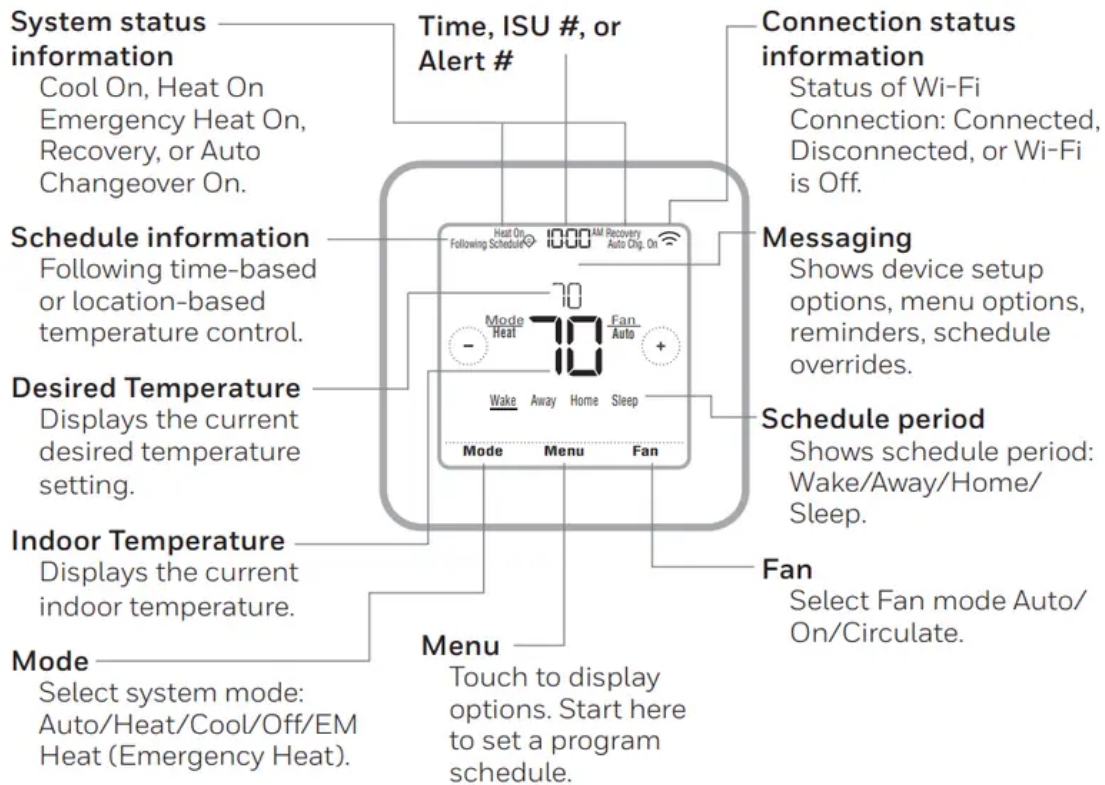 System status
information
Cool On, Heat On
Emergency Heat On,
Recovery, or Auto
Changeover On.
Time, ISU #, or
Alert #
Connection status
information
Status of Wi-Fi
Connection: Connected,
Disconnected, or Wi-Fi
is Off.
Schedule information
Following time-based
or location-based
temperature control.
Desired Temperature
Displays the current
desired temperature
setting.
Indoor Temperature
Displays the current
indoor temperature.
Mode
Select system mode:
Auto/Heat/Cool/Off/EM
Heat (Emergency Heat).
Heat On
Following Schedule
10:00 AM
Recovery
Auto Chg. On
70
Mode
Heat
70
Fan
Auto
-
+
Wake Away Home Sleep
Mode Menu Fan
Messaging
Shows device setup
options, menu options,
reminders, schedule
overrides.
Schedule period
Shows schedule period:
Wake/Away/Home/
Sleep.
Fan
Select Fan mode Auto/
On/Circulate.
Menu
Touch to display
options. Start here
to set a program
schedule.